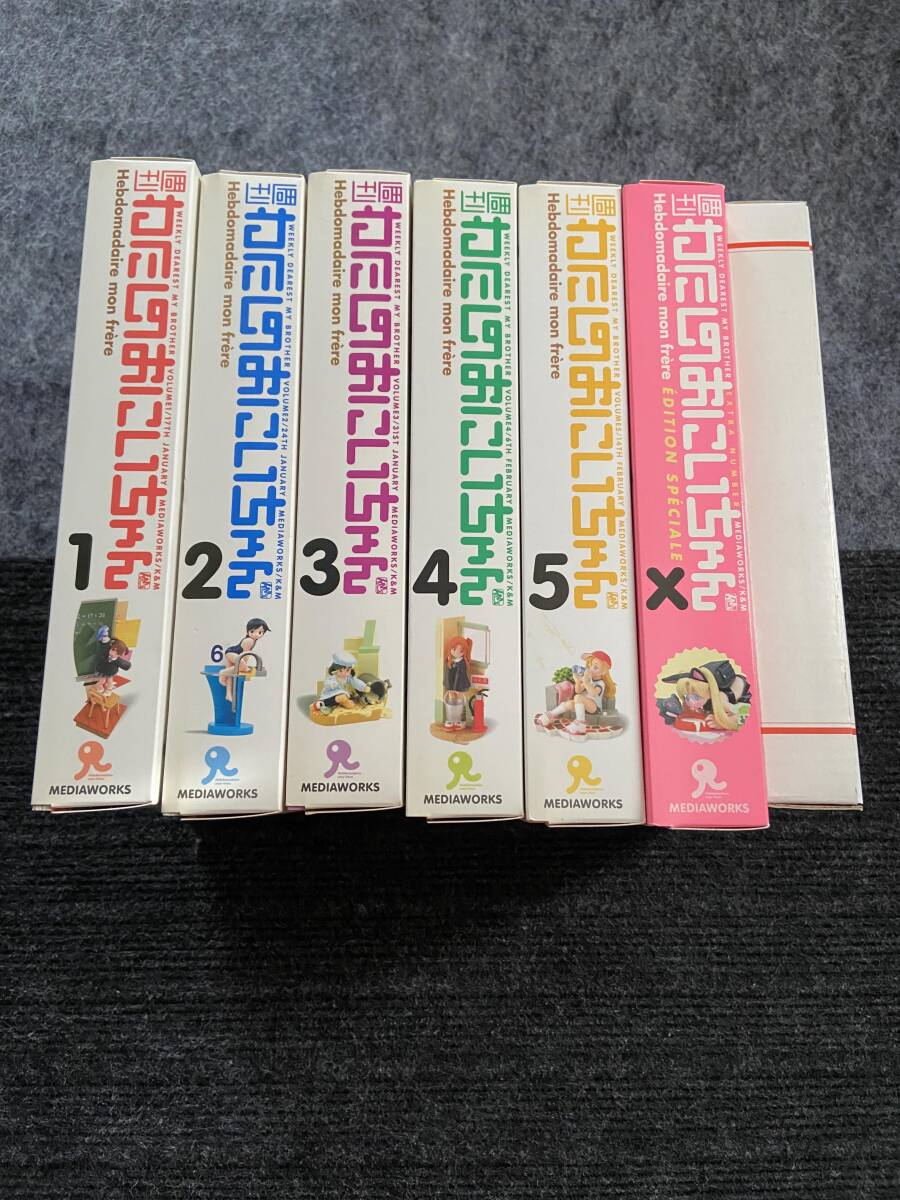 週刊
わたしのおにいちゃん
WEEKLY DEAREST MY BROTHER VOLUME1/17TH JANUARY MEDIAWORKS/K&M
Hebdomadaire mon frère
1
MEDIAWORKS
週刊
わたしのおにいちゃん
WEEKLY DEAREST MY BROTHER VOLUME2/24TH JANUARY MEDIAWORKS/K&M
Hebdomadaire mon frère
2
6
MEDIAWORKS
週刊
わたしのおにいちゃん
WEEKLY DEAREST MY BROTHER VOLUME3/31ST JANUARY MEDIAWORKS/K&M
Hebdomadaire mon frère
3
MEDIAWORKS
週刊
わたしのおにいちゃん
WEEKLY DEAREST MY BROTHER VOLUME4/6TH FEBRUARY MEDIAWORKS/K&M
Hebdomadaire mon frère
4
MEDIAWORKS
週刊
わたしのおにいちゃん
WEEKLY DEAREST MY BROTHER VOLUME5/14TH FEBRUARY MEDIAWORKS/K&M
Hebdomadaire mon frère
5
MEDIAWORKS
週刊
わたしのおにいちゃん
WEEKLY DEAREST MY BROTHER EXTRA NUMBER MEDIAWORKS/K&M
Hebdomadaire mon frère ÉDITION SPÉCIALE
×
MEDIAWORKS